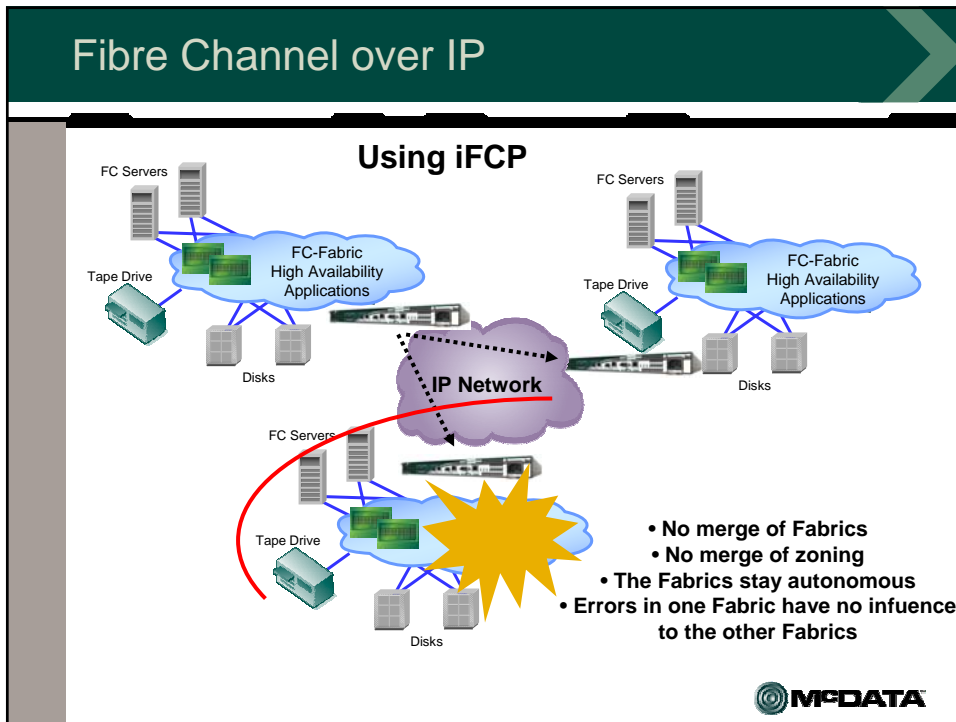 Fibre Channel over IP
Using iFCP
FC Servers
FC-Fabric
High Availability
Applications
Tape Drive
Disks
FC Servers
FC-Fabric
High Availability
Applications
Tape Drive
Disks
IP Network
FC Servers
Tape Drive
Disks
• No merge of Fabrics
• No merge of zoning
• The Fabrics stay autonomous
• Errors in one Fabric have no infuence
to the other Fabrics
McDATA